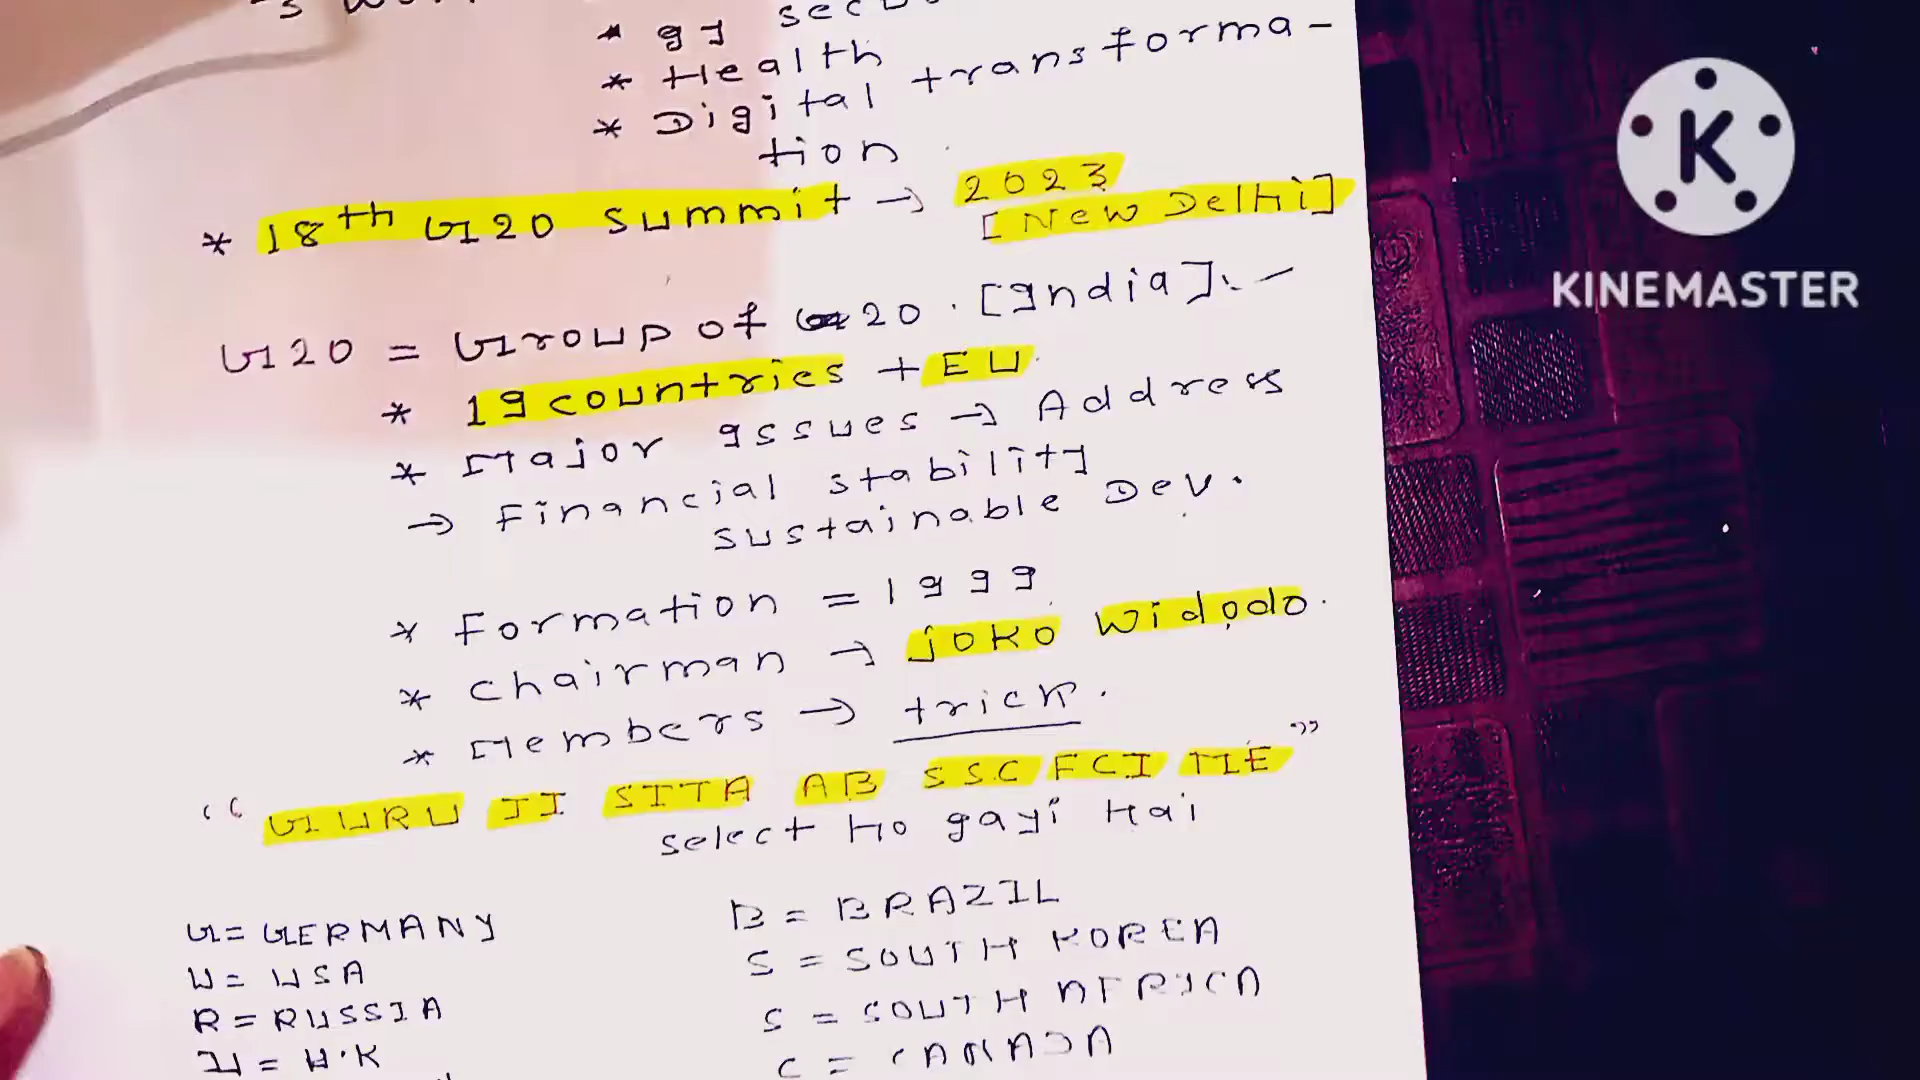 * Health
* Digital transforma-
tion
* 18th G20 summit → 2023
[New Delhi]
G20 = Group of 20. [India].
* 19 countries + EU
* Major Issues → Address
→ Financial stability
sustainable Dev.
* Formation = 1999
* Chairman → joko widodo.
* Members → trick.
"GURU JI SITA AB SSC FCI ME"
select Ho gayi Hai
G = GERMANY
U = USA
R = RUSSIA
U = U.K
B = BRAZIL
S = SOUTH KOREA
S = SOUTH AFRICA
C = CANADA
K
KINEMASTER